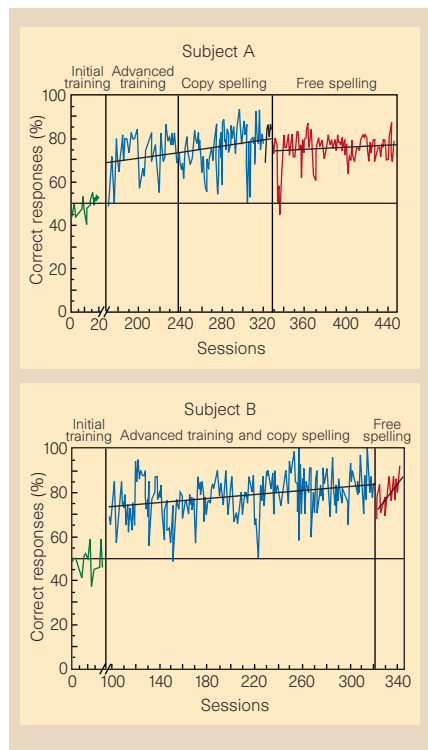 Subject A
Initial training
Advanced training
Copy spelling
Free spelling
Correct responses (%)
100
80
60
40
20
0
0 20 200 240 280 320 360 400 440
Sessions
Subject B
Initial training
Advanced training and copy spelling
Free spelling
Correct responses (%)
100
80
60
40
20
0
0 100 140 180 220 260 300 340
Sessions